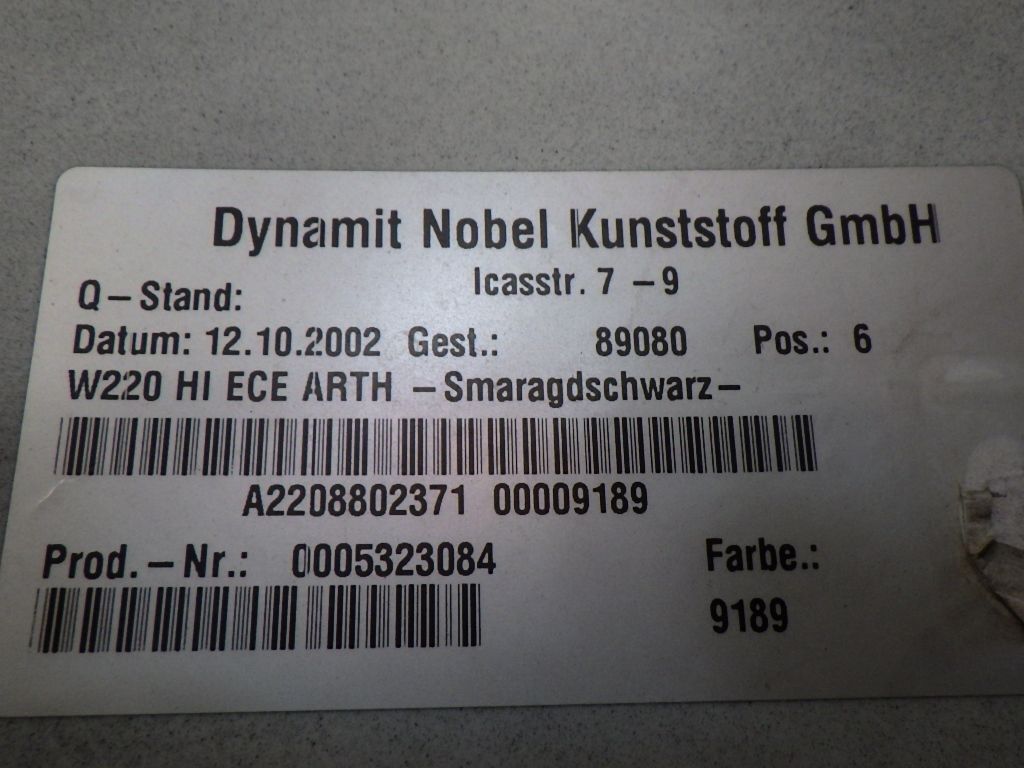 Dynamit Nobel Kunststoff GmbH
Icasstr. 7 - 9
Q-Stand:
Datum: 12.10.2002 Gest.: 89080 Pos.: 6
W220 HI ECE ARTH -Smaragdschwarz-
A2208802371 00009189
Prod.-Nr.: 0005323084 Farbe.:
9189